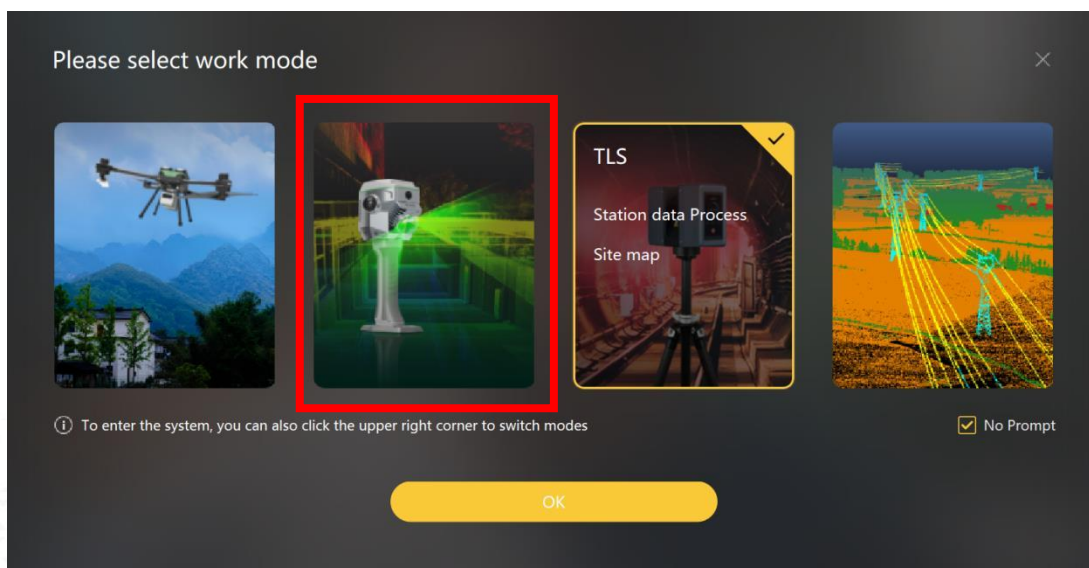 Please select work mode
TLS
Station data Process
Site map
To enter the system, you can also click the upper right corner to switch modes
No Prompt
OK